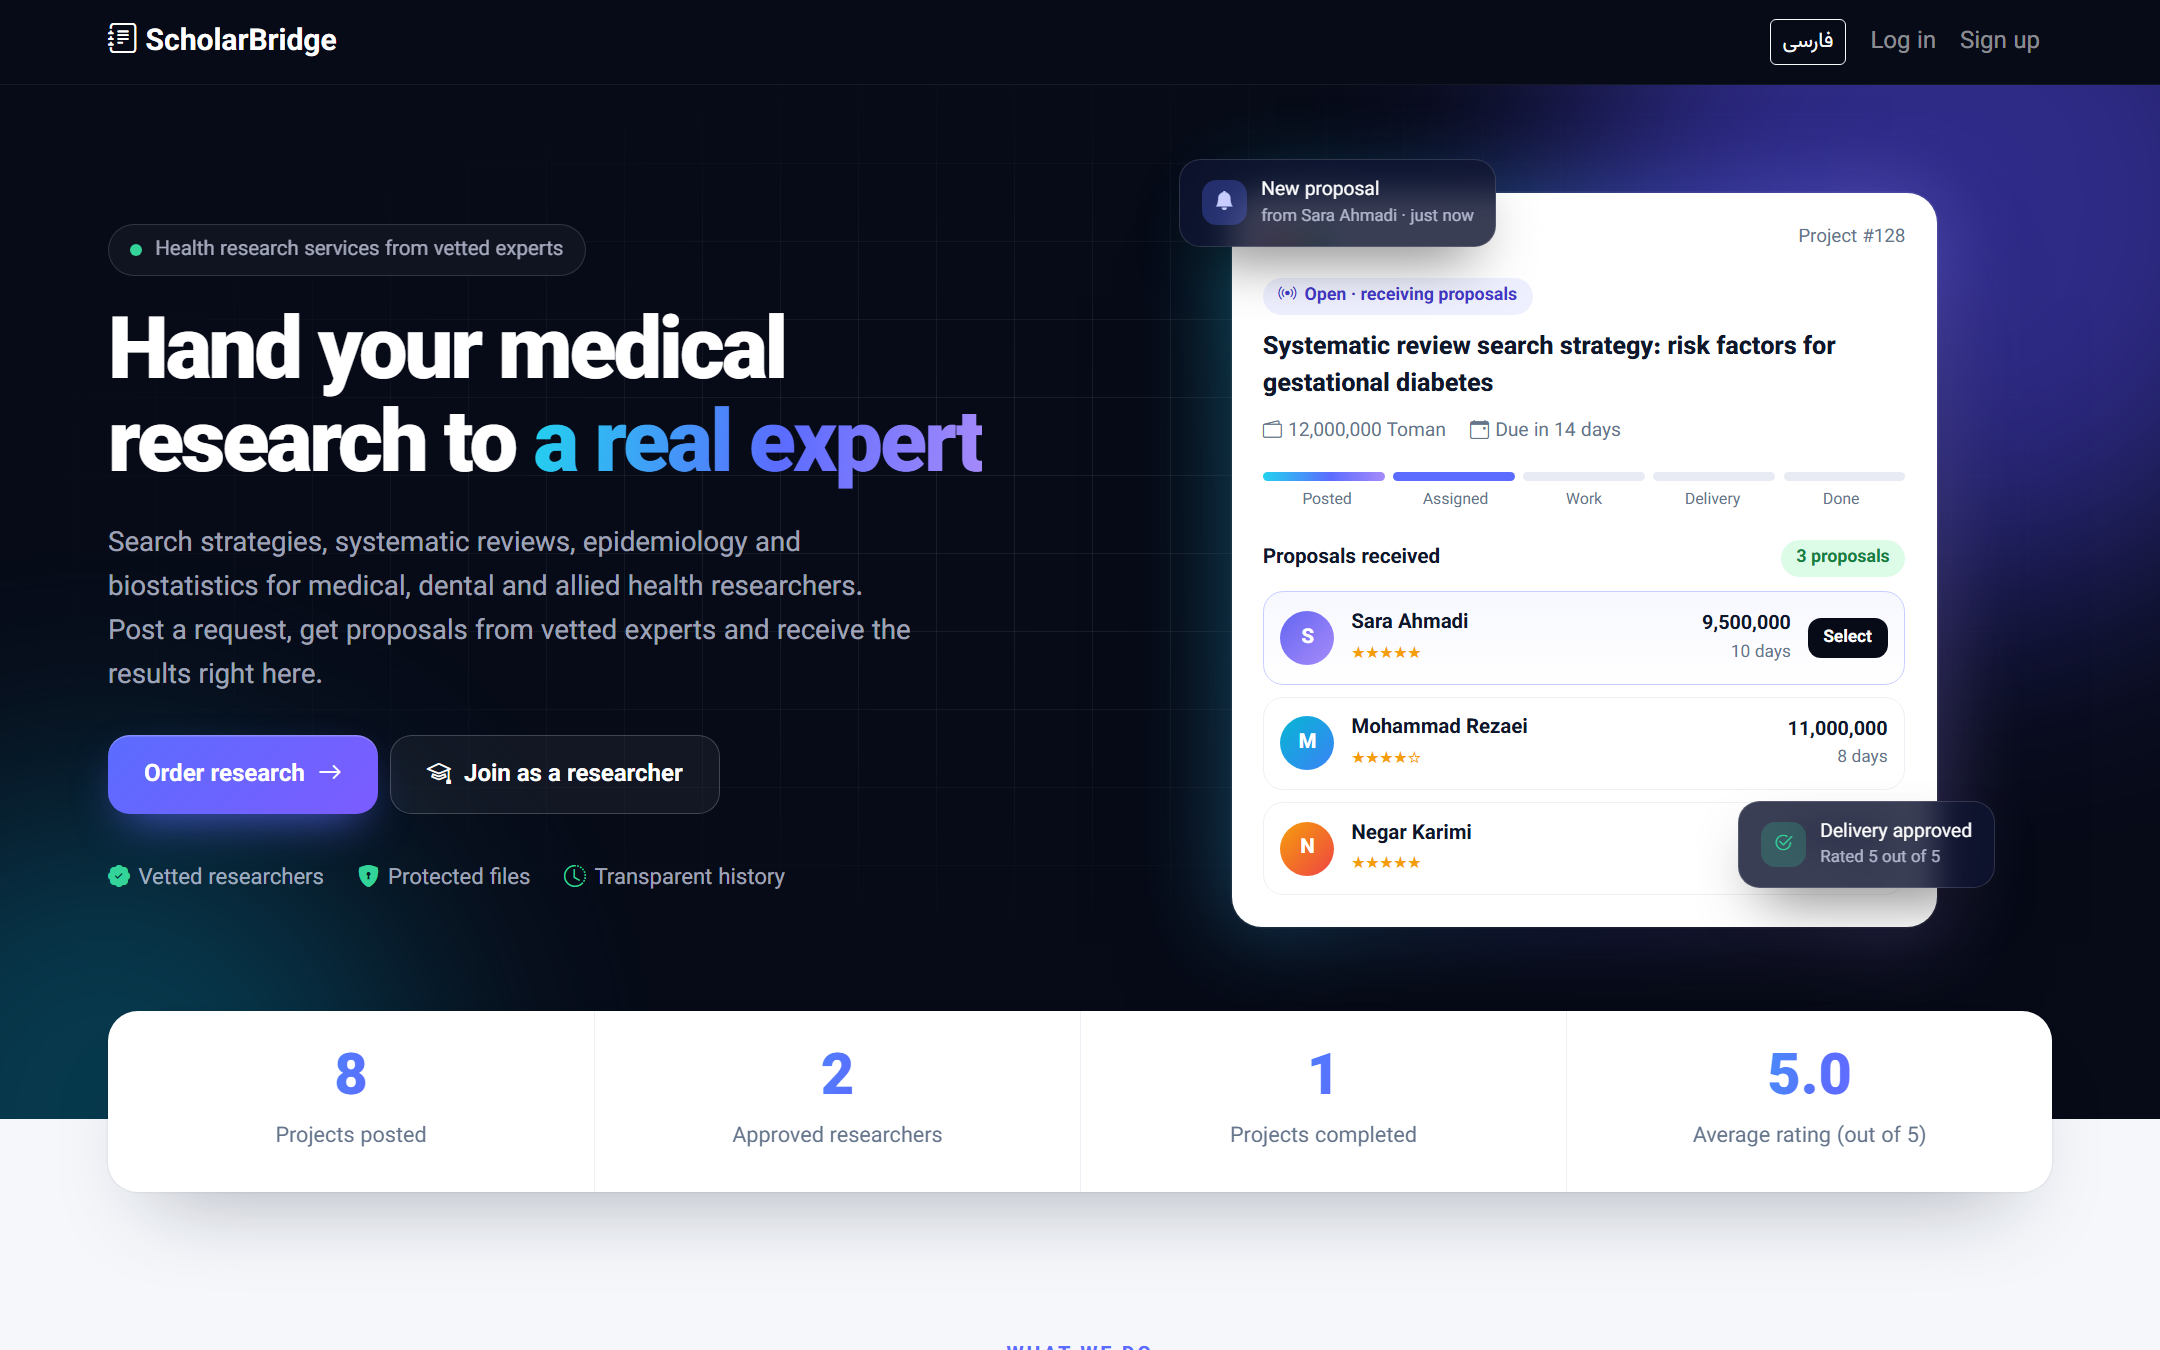 ScholarBridge
فارسی
Log in
Sign up
New proposal
from Sara Ahmadi · just now
Project #128
Health research services from vetted experts
Open · receiving proposals
Hand your medical
research to a real expert
Systematic review search strategy: risk factors for
gestational diabetes
12,000,000 Toman
Due in 14 days
Posted
Assigned
Work
Delivery
Done
Search strategies, systematic reviews, epidemiology and
biostatistics for medical, dental and allied health researchers.
Post a request, get proposals from vetted experts and receive the
results right here.
Proposals received
3 proposals
S
Sara Ahmadi
★★★★★
9,500,000
10 days
Select
M
Mohammad Rezaei
★★★★☆
11,000,000
8 days
N
Negar Karimi
★★★★★
Delivery approved
Rated 5 out of 5
Order research →
Join as a researcher
Vetted researchers
Protected files
Transparent history
8
Projects posted
2
Approved researchers
1
Projects completed
5.0
Average rating (out of 5)
WHAT WE DO